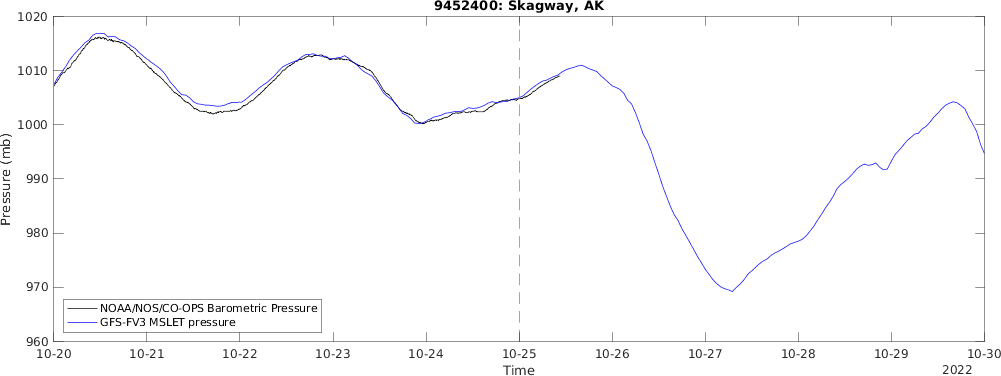 9452400: Skagway, AK
1020
1010
1000
990
980
970
960
Pressure (mb)
NOAA/NOS/CO-OPS Barometric Pressure
GFS-FV3 MSLET pressure
10-20 10-21 10-22 10-23 10-24 10-25 10-26 10-27 10-28 10-29 10-30
Time
2022